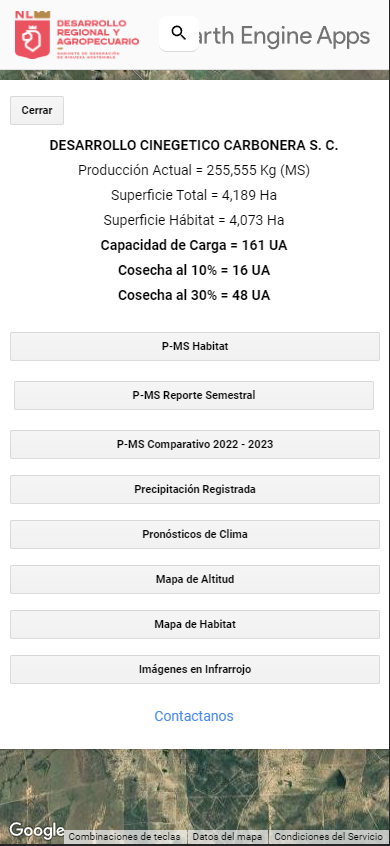 NL
DESARROLLO
REGIONAL Y
AGROPECUARIO
GABINETE DE GENERACIÓN
DE RIQUEZA SOSTENIBLE
arth Engine Apps
Cerrar
DESARROLLO CINEGETICO CARBONERA S. C.
Producción Actual = 255,555 Kg (MS)
Superficie Total = 4,189 Ha
Superficie Hábitat = 4,073 Ha
Capacidad de Carga = 161 UA
Cosecha al 10% = 16 UA
Cosecha al 30% = 48 UA
P-MS Habitat
P-MS Reporte Semestral
P-MS Comparativo 2022 - 2023
Precipitación Registrada
Pronósticos de Clima
Mapa de Altitud
Mapa de Habitat
Imágenes en Infrarrojo
Contactanos
Google
Combinaciones de teclas
Datos del mapa
Condiciones del Servicio